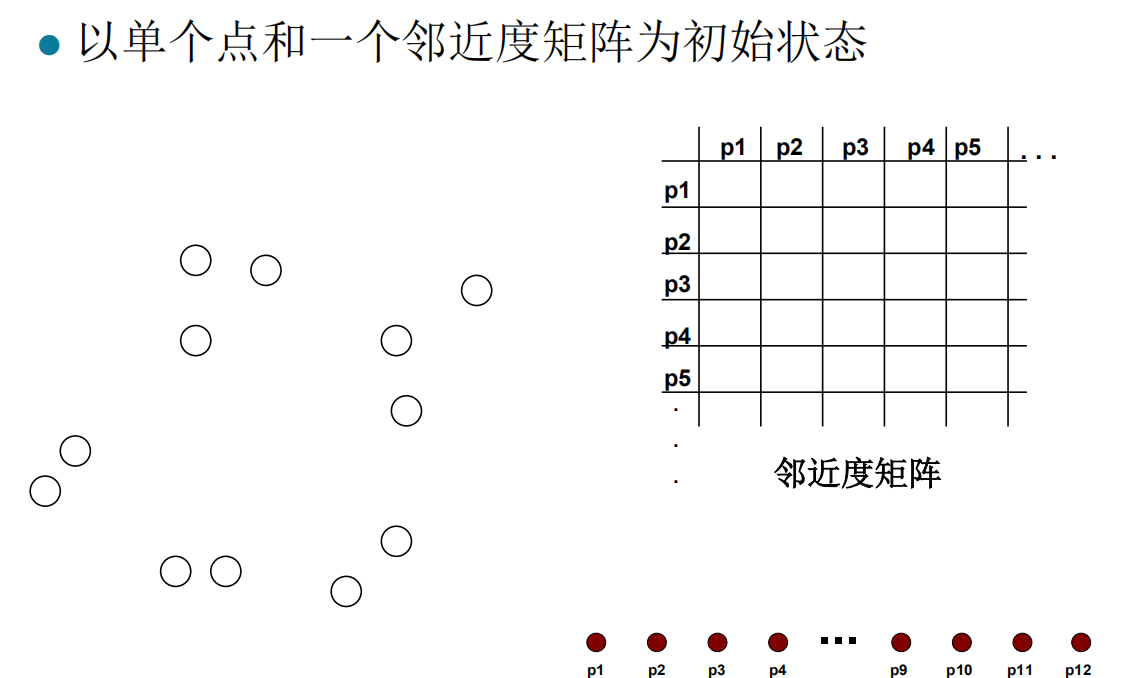 以单个点和一个邻近度矩阵为初始状态
p1 p2 p3 p4 p5 . . .
p1
p2
p3
p4
p5
.
.
.
邻近度矩阵
...
p1 p2 p3 p4 p9 p10 p11 p12